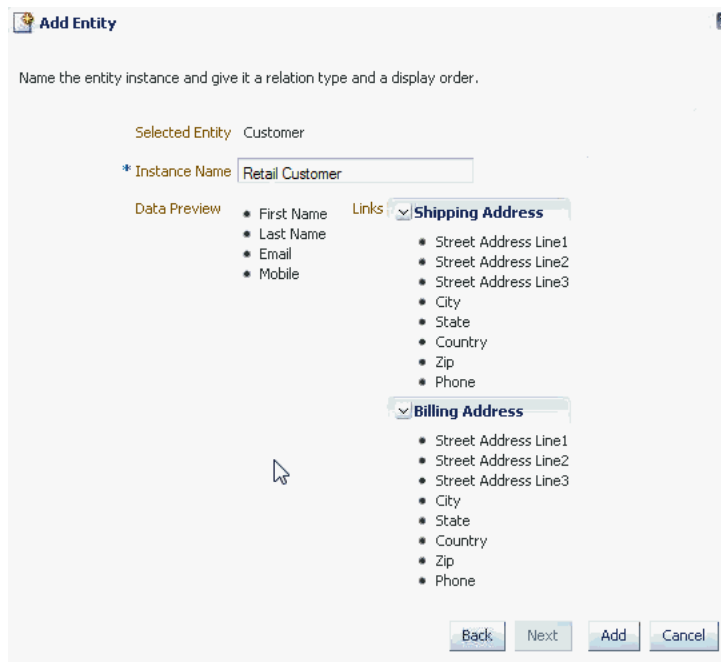 Add Entity
Name the entity instance and give it a relation type and a display order.
Selected Entity Customer
* Instance Name Retail Customer
Data Preview
• First Name
• Last Name
• Email
• Mobile
Links
Shipping Address
• Street Address Line1
• Street Address Line2
• Street Address Line3
• City
• State
• Country
• Zip
• Phone
Billing Address
• Street Address Line1
• Street Address Line2
• Street Address Line3
• City
• State
• Country
• Zip
• Phone
Back Next Add Cancel